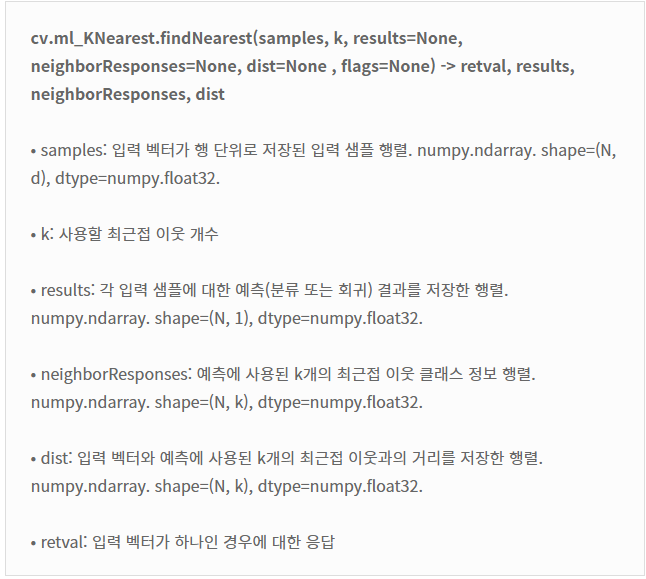 cv.ml_KNearest.findNearest(samples, k, results=None,
neighborResponses=None, dist=None , flags=None) -> retval, results,
neighborResponses, dist
• samples: 입력 벡터가 행 단위로 저장된 입력 샘플 행렬. numpy.ndarray. shape=(N,
d), dtype=numpy.float32.
• k: 사용할 최근접 이웃 개수
• results: 각 입력 샘플에 대한 예측(분류 또는 회귀) 결과를 저장한 행렬.
numpy.ndarray. shape=(N, 1), dtype=numpy.float32.
• neighborResponses: 예측에 사용된 k개의 최근접 이웃 클래스 정보 행렬.
numpy.ndarray. shape=(N, k), dtype=numpy.float32.
• dist: 입력 벡터와 예측에 사용된 k개의 최근접 이웃과의 거리를 저장한 행렬.
numpy.ndarray. shape=(N, k), dtype=numpy.float32.
• retval: 입력 벡터가 하나인 경우에 대한 응답